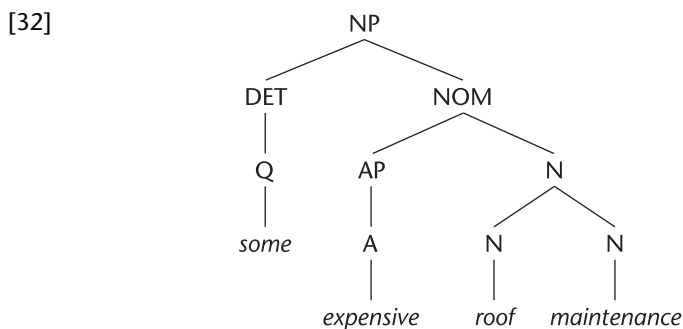 [32] NP
DET NOM
Q AP N
some A N N
expensive roof maintenance